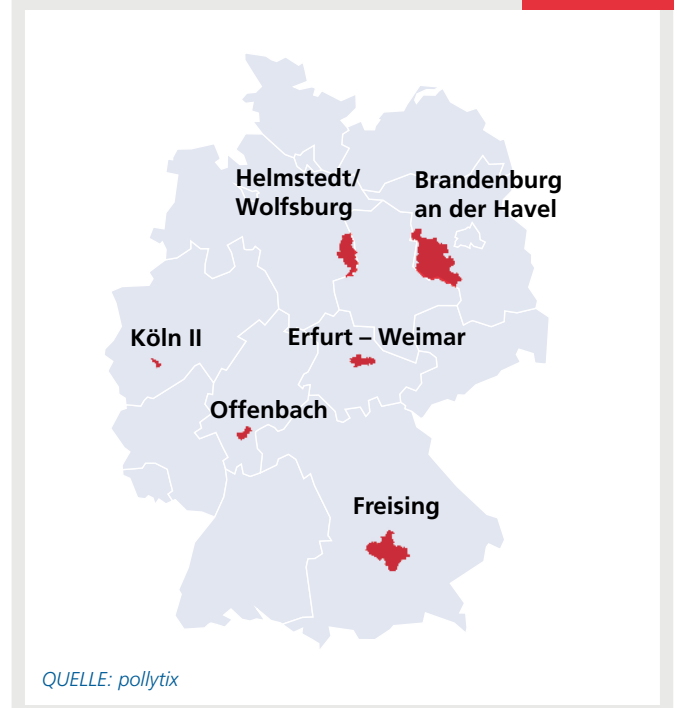 Helmstedt/
Wolfsburg
Brandenburg
an der Havel
Köln II
Erfurt – Weimar
Offenbach
Freising
QUELLE: pollytix